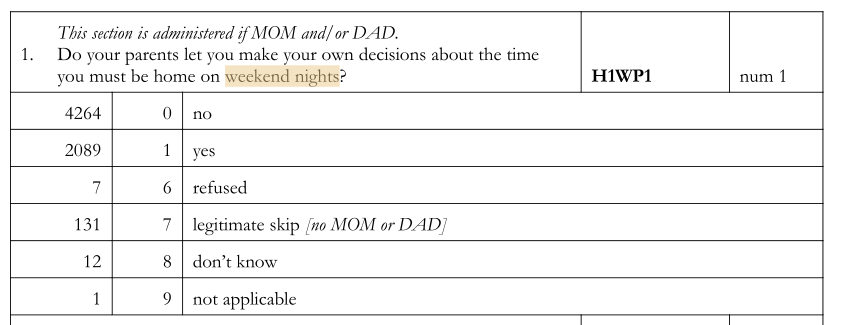 This section is administered if MOM and/or DAD.
1. Do your parents let you make your own decisions about the time
you must be home on weekend nights? H1WP1 num 1
4264 0 no
2089 1 yes
7 6 refused
131 7 legitimate skip [no MOM or DAD]
12 8 don’t know
1 9 not applicable